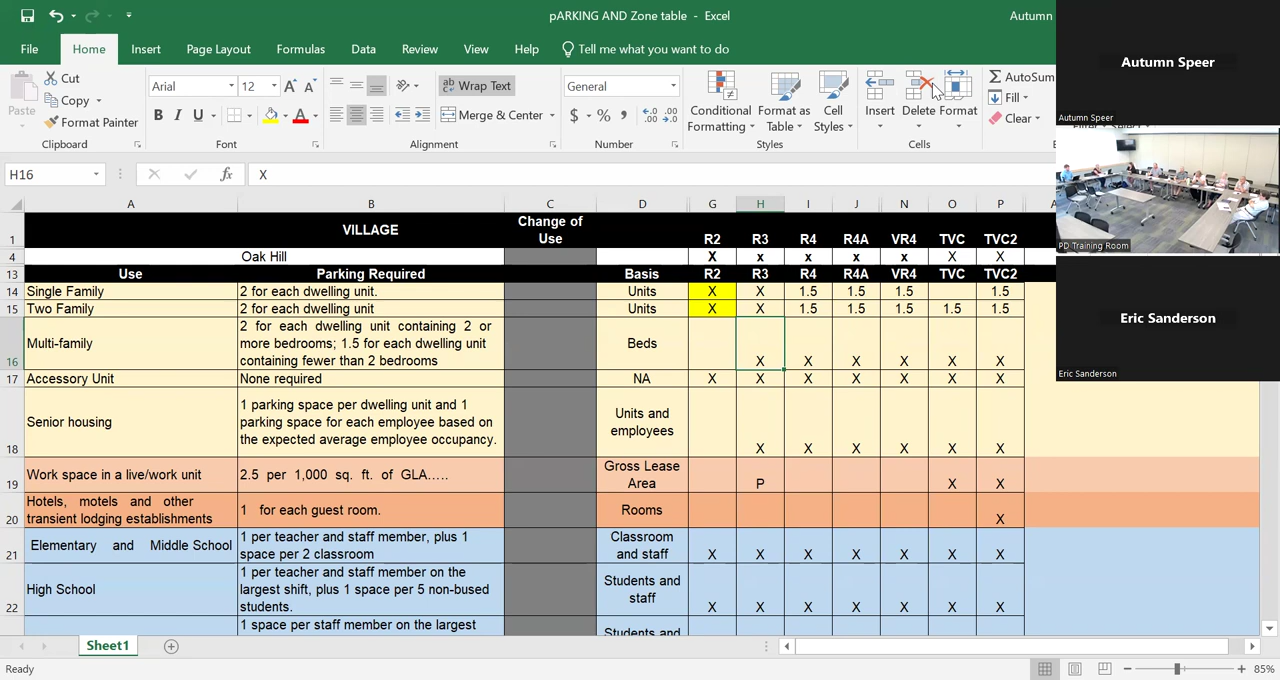 pARKING AND Zone table - Excel
Autumn
File Home Insert Page Layout Formulas Data Review View Help Tell me what you want to do
Paste
Cut
Copy
Format Painter
Clipboard
Arial 12 A A
B I U A
Font
Wrap Text
Merge & Center
Alignment
General
$ % ,
Number
Conditional Formatting
Format as Table
Cell Styles
Styles
Insert
Delete
Format
Cells
AutoSum
Fill
Clear
Autumn Speer
Autumn Speer
PD Training Room
Eric Sanderson
Eric Sanderson
H16 fx X
A B C D G H I J N O P
1 VILLAGE Change of Use R2 R3 R4 R4A VR4 TVC TVC2
4 Oak Hill X x x x x X X
13 Use Parking Required Basis R2 R3 R4 R4A VR4 TVC TVC2
14 Single Family 2 for each dwelling unit. Units X X 1.5 1.5 1.5 1.5
15 Two Family 2 for each dwelling unit Units X X 1.5 1.5 1.5 1.5 1.5
16 Multi-family 2 for each dwelling unit containing 2 or more bedrooms; 1.5 for each dwelling unit containing fewer than 2 bedrooms Beds X X X X X X
17 Accessory Unit None required NA X X X X X X X
18 Senior housing 1 parking space per dwelling unit and 1 parking space for each employee based on the expected average employee occupancy. Units and employees X X X X X X
19 Work space in a live/work unit 2.5 per 1,000 sq. ft. of GLA..... Gross Lease Area P X X
20 Hotels, motels and other transient lodging establishments 1 for each guest room. Rooms X
21 Elementary and Middle School 1 per teacher and staff member, plus 1 space per 2 classroom Classroom and staff X X X X X X X
22 High School 1 per teacher and staff member on the largest shift, plus 1 space per 5 non-bused students. Students and staff X X X X X X X
1 space per staff member on the largest Students and
Sheet1
Ready
85%